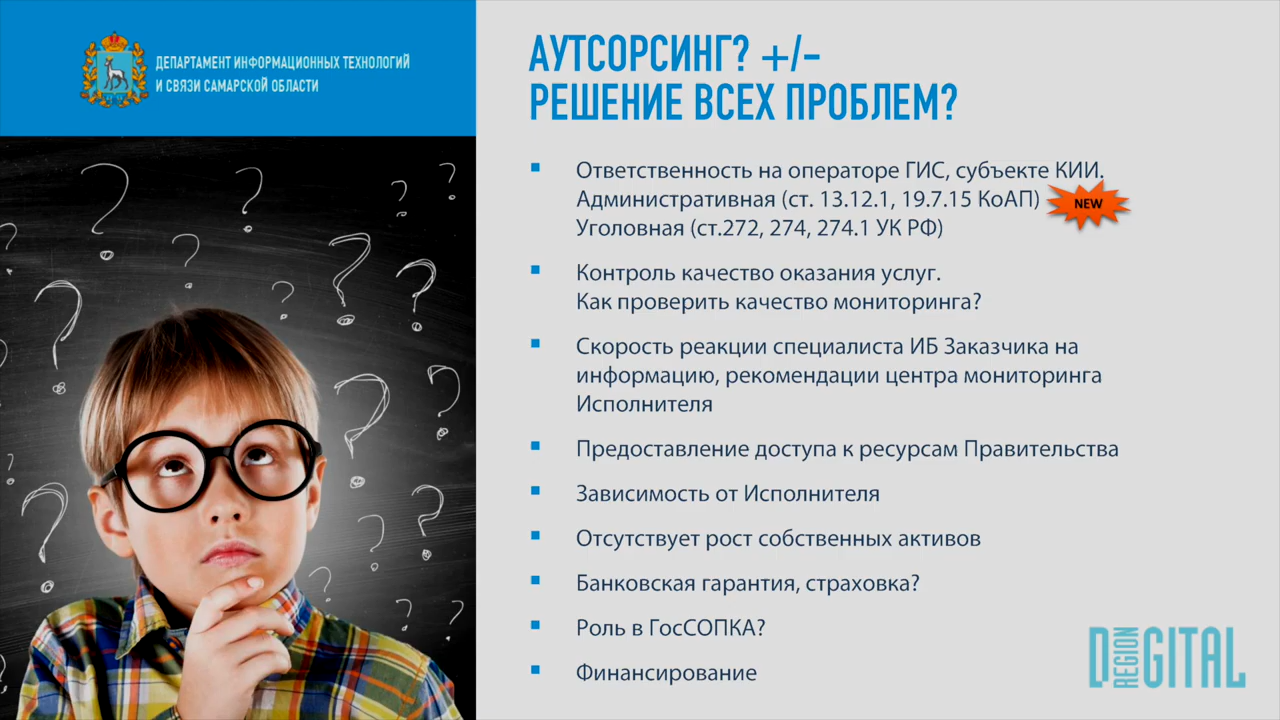 ДЕПАРТАМЕНТ ИНФОРМАЦИОННЫХ ТЕХНОЛОГИЙ
И СВЯЗИ САМАРСКОЙ ОБЛАСТИ
АУТСОРСИНГ? +/-
РЕШЕНИЕ ВСЕХ ПРОБЛЕМ?
Ответственность на операторе ГИС, субъекте КИИ.
Административная (ст. 13.12.1, 19.7.15 КоАП) NEW
Уголовная (ст.272, 274, 274.1 УК РФ)
Контроль качество оказания услуг.
Как проверить качество мониторинга?
Скорость реакции специалиста ИБ Заказчика на
информацию, рекомендации центра мониторинга
Исполнителя
Предоставление доступа к ресурсам Правительства
Зависимость от Исполнителя
Отсутствует рост собственных активов
Банковская гарантия, страховка?
Роль в ГосСОПКА?
Финансирование
D REGION GITAL